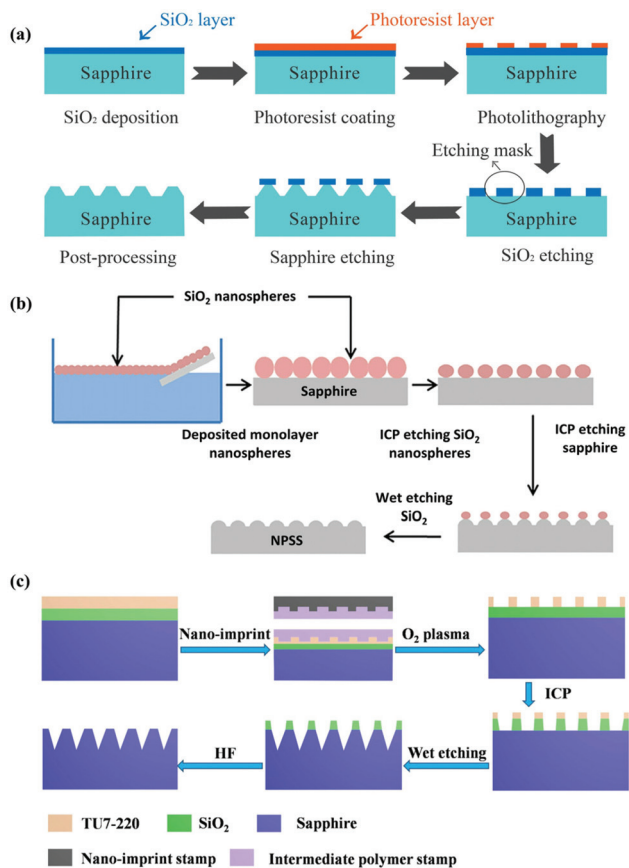 (a)
SiO₂ layer
Photoresist layer
Sapphire
Sapphire
Sapphire
SiO₂ deposition
Photoresist coating
Photolithography
Etching mask
Sapphire
Sapphire
Sapphire
Post-processing
Sapphire etching
SiO₂ etching
(b)
SiO₂ nanospheres
Sapphire
Deposited monolayer
nanospheres
ICP etching SiO₂
nanospheres
ICP etching
sapphire
Wet etching
SiO₂
NPSS
(c)
Nano-imprint
O₂ plasma
ICP
HF
Wet etching
TU7-220
SiO₂
Sapphire
Nano-imprint stamp
Intermediate polymer stamp